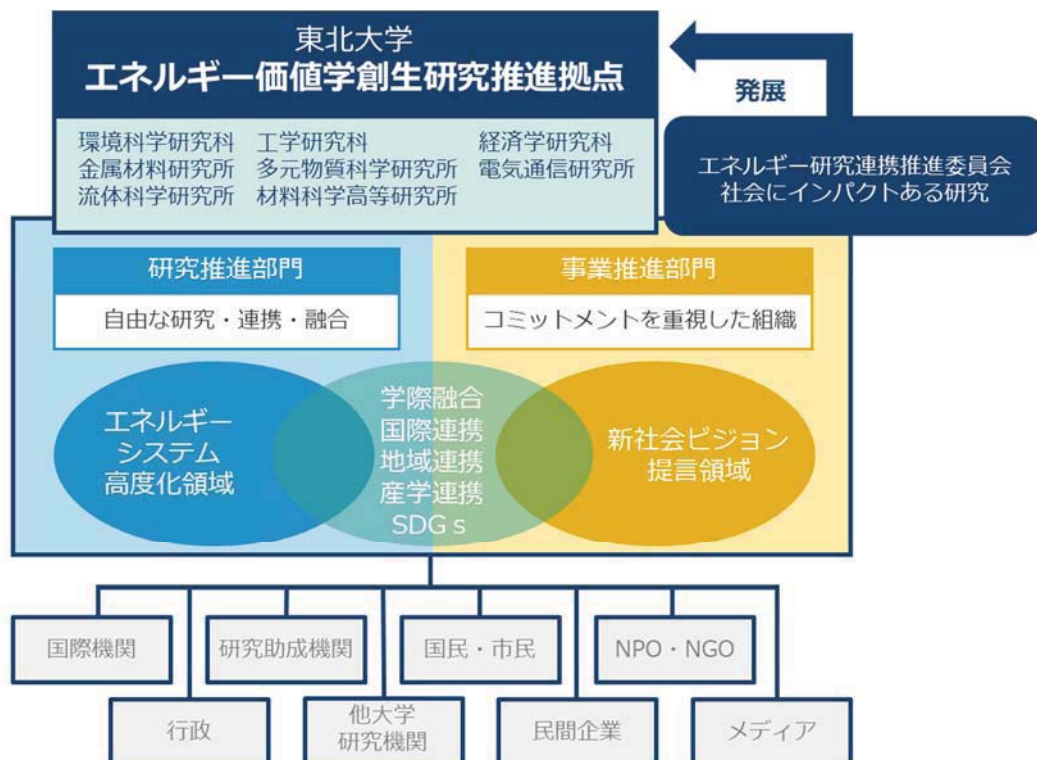 東北大学
エネルギー価値学創生研究推進拠点
発展
環境科学研究科 工学研究科 経済学研究科
金属材料研究所 多元物質科学研究所 電気通信研究所
流体科学研究所 材料科学高等研究所
エネルギー研究連携推進委員会
社会にインパクトある研究
研究推進部門
自由な研究・連携・融合
事業推進部門
コミットメントを重視した組織
エネルギー
システム
高度化領域
学際融合
国際連携
地域連携
産学連携
SDGs
新社会ビジョン
提言領域
国際機関
研究助成機関
国民・市民
NPO・NGO
行政
他大学
研究機関
民間企業
メディア